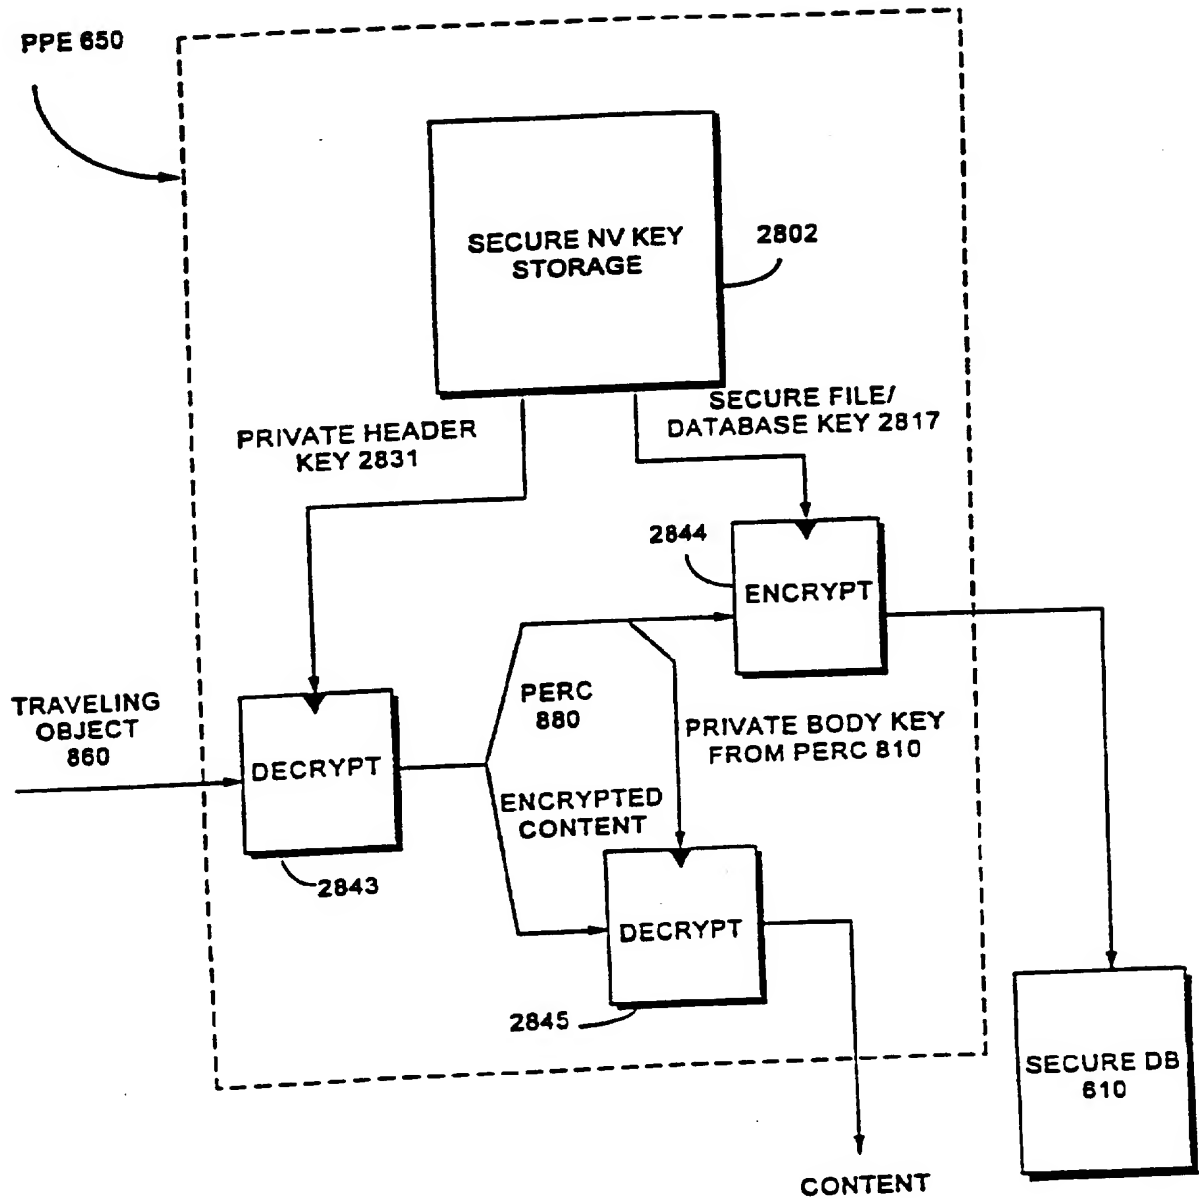 PPE 650
SECURE NV KEY
STORAGE
2802
PRIVATE HEADER
KEY 2831
SECURE FILE/
DATABASE KEY 2817
2844
ENCRYPT
TRAVELING
OBJECT
860
DECRYPT
2843
PERC
880
PRIVATE BODY KEY
FROM PERC 810
ENCRYPTED
CONTENT
DECRYPT
2845
SECURE DB
610
CONTENT